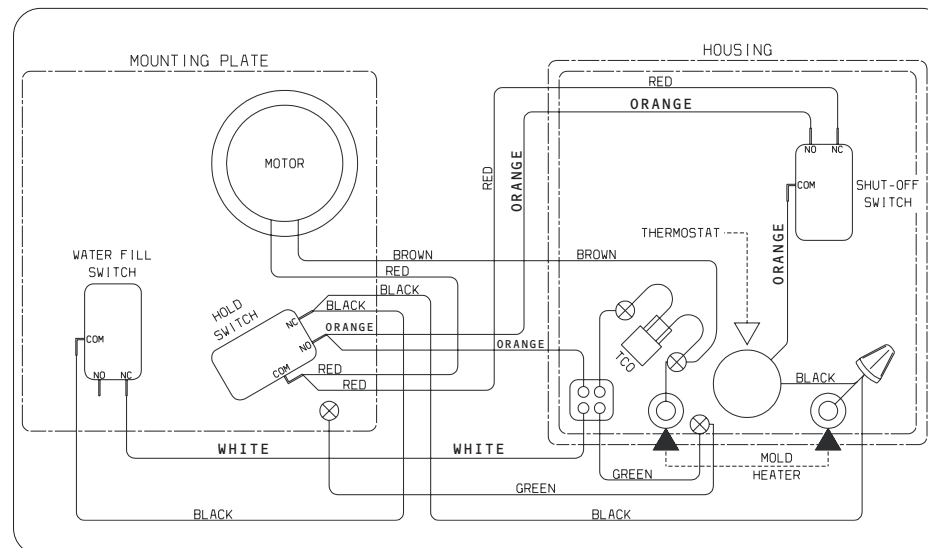 MOUNTING PLATE
HOUSING
RED
ORANGE
NO
NC
MOTOR
RED
ORANGE
COM
SHUT-OFF
SWITCH
THERMOSTAT
ORANGE
WATER FILL
SWITCH
BROWN
BROWN
RED
BLACK
BLACK
HOLD
SWITCH
NC
ORANGE
NO
COM
COM
ORANGE
TCO
RED
RED
NO
NC
BLACK
WHITE
WHITE
MOLD
HEATER
GREEN
GREEN
BLACK
BLACK